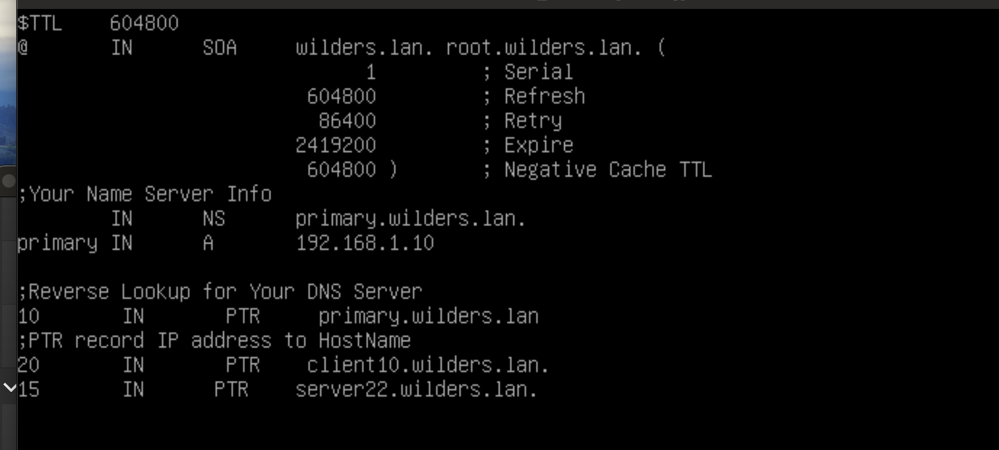 $TTL    604800
@       IN      SOA     wilders.lan. root.wilders.lan. (
                              1         ; Serial
                         604800         ; Refresh
                          86400         ; Retry
                        2419200         ; Expire
                         604800 )       ; Negative Cache TTL
;Your Name Server Info
        IN      NS      primary.wilders.lan.
primary IN      A       192.168.1.10

;Reverse Lookup for Your DNS Server
10       IN       PTR     primary.wilders.lan
;PTR record IP address to HostName
20       IN       PTR    client10.wilders.lan.
15       IN      PTR    server22.wilders.lan.